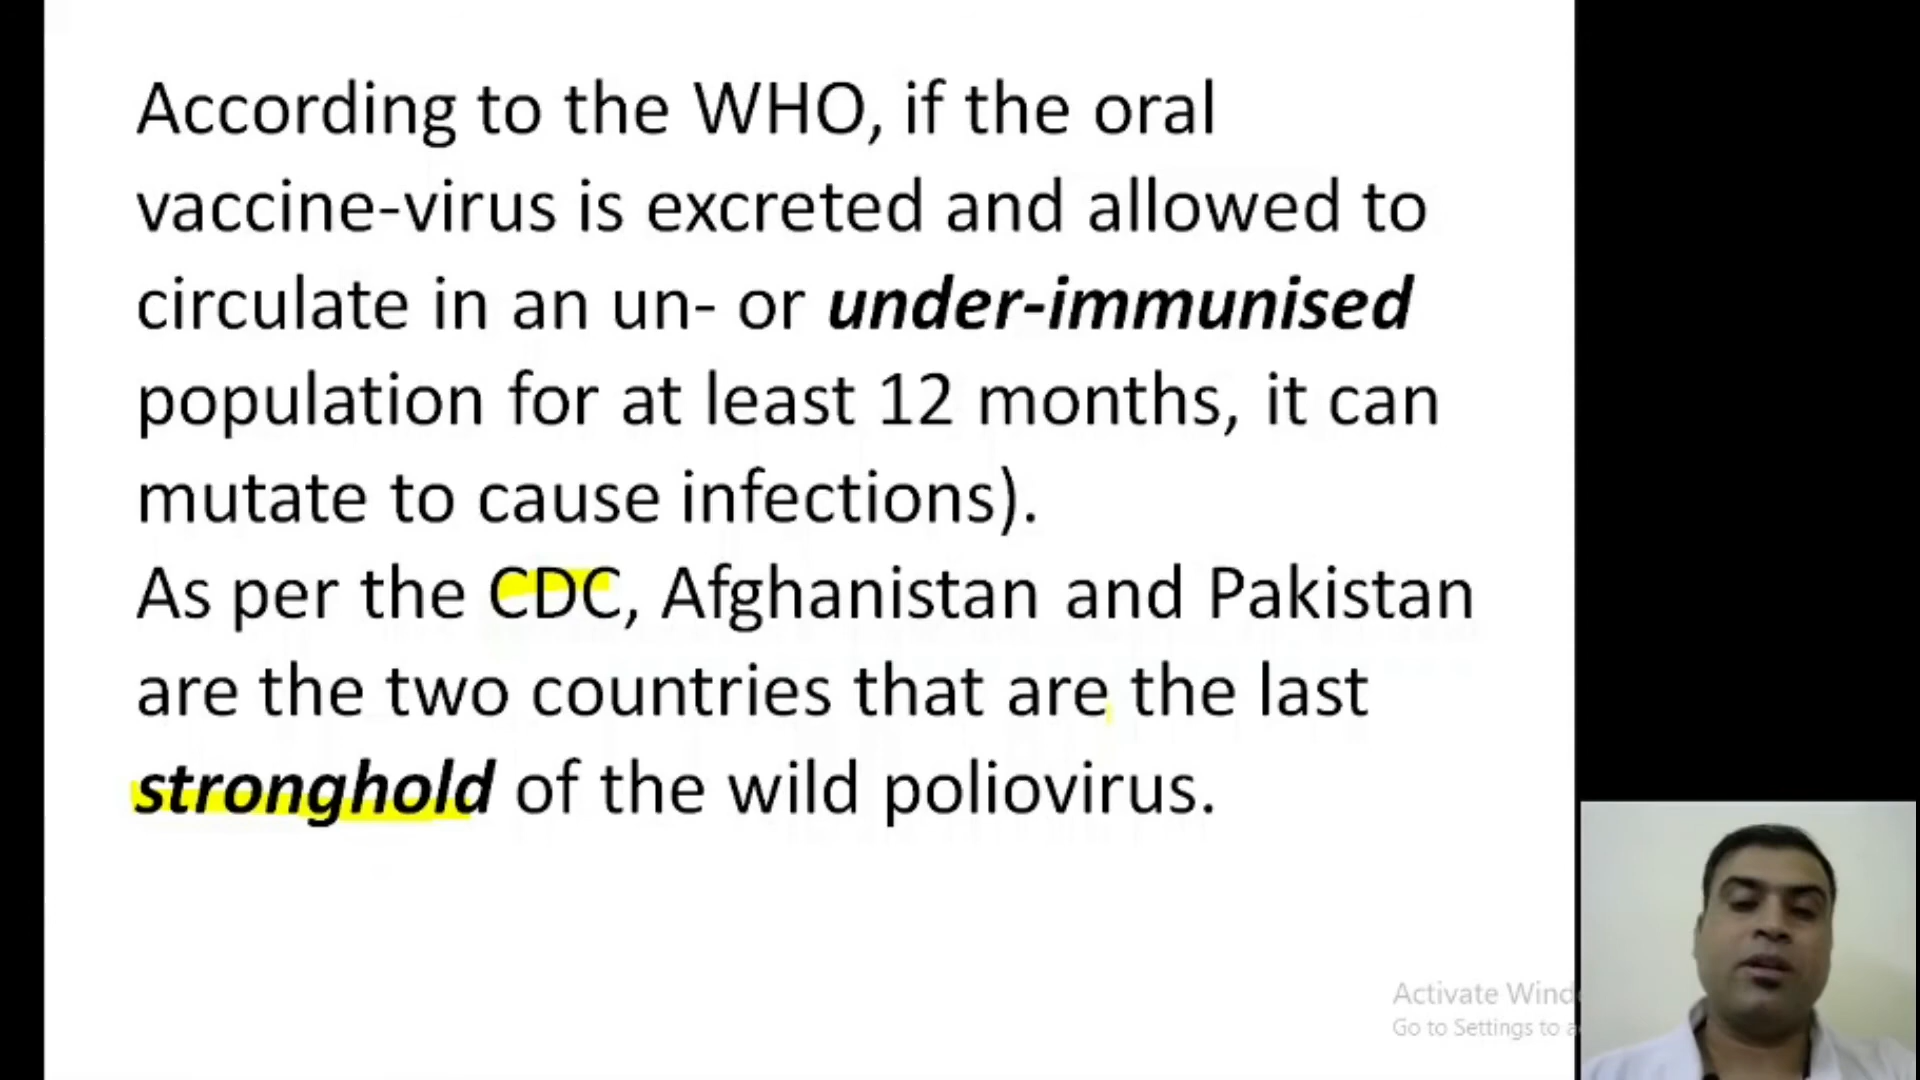 According to the WHO, if the oral
vaccine-virus is excreted and allowed to
circulate in an un- or under-immunised
population for at least 12 months, it can
mutate to cause infections).
As per the CDC, Afghanistan and Pakistan
are the two countries that are the last
stronghold of the wild poliovirus.
Activate
Go to Settings to